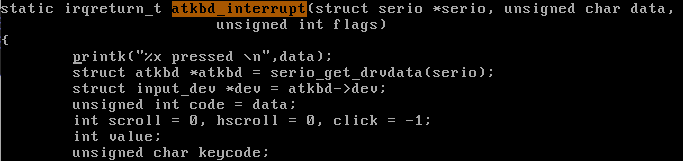 static irqreturn_t atkbd_interrupt(struct serio *serio, unsigned char data,
unsigned int flags)
{
printk("%x pressed \n",data);
struct atkbd *atkbd = serio_get_drvdata(serio);
struct input_dev *dev = atkbd->dev;
unsigned int code = data;
int scroll = 0, hscroll = 0, click = -1;
int value;
unsigned char keycode;